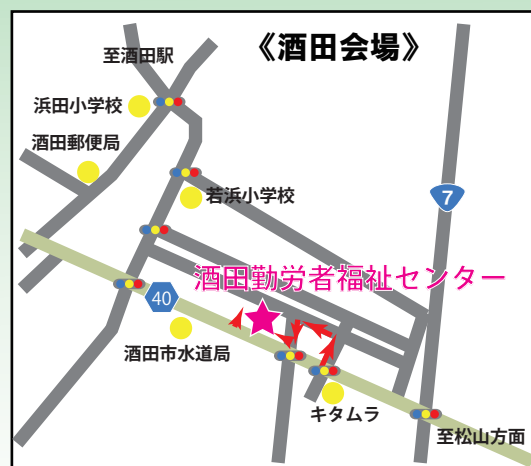 《酒田会場》
至酒田駅
浜田小学校
酒田郵便局
若浜小学校
7
酒田勤労者福祉センター
40
酒田市水道局
キタムラ
至松山方面